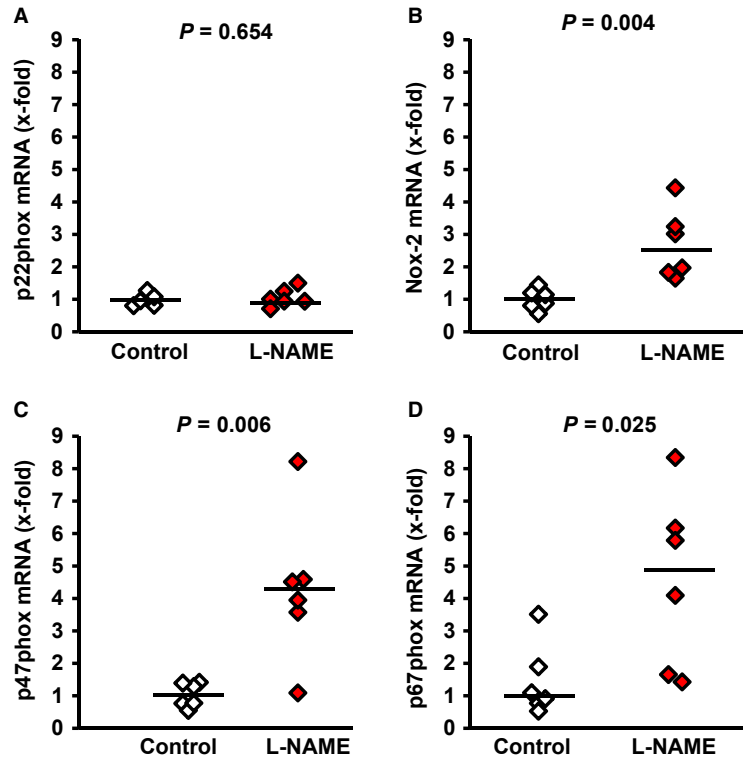 A
P = 0.654
p22phox mRNA (x-fold)
9
8
7
6
5
4
3
2
1
0
Control L-NAME
B
P = 0.004
Nox-2 mRNA (x-fold)
9
8
7
6
5
4
3
2
1
0
Control L-NAME
C
P = 0.006
p47phox mRNA (x-fold)
9
8
7
6
5
4
3
2
1
0
Control L-NAME
D
P = 0.025
p67phox mRNA (x-fold)
9
8
7
6
5
4
3
2
1
0
Control L-NAME